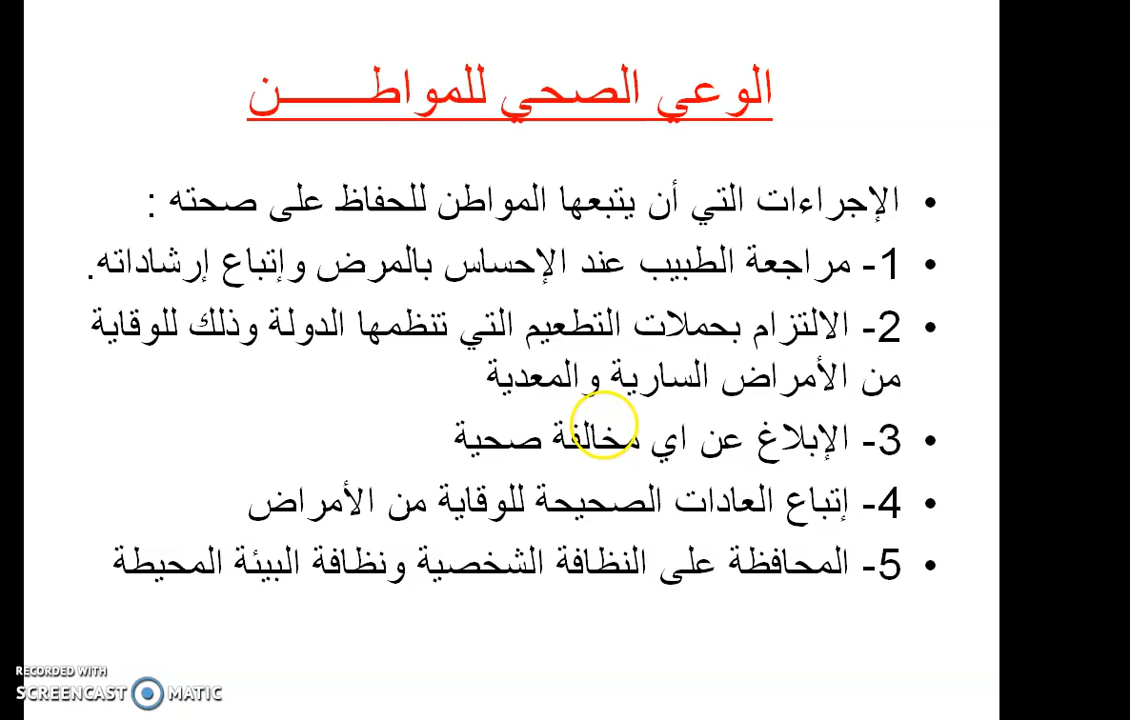 الوعي الصحي للمواطــــــن
• الإجراءات التي أن يتبعها المواطن للحفاظ على صحته :
• 1- مراجعة الطبيب عند الإحساس بالمرض وإتباع إرشاداته.
• 2- الالتزام بحملات التطعيم التي تنظمها الدولة وذلك للوقاية
من الأمراض السارية والمعدية
• 3- الإبلاغ عن اي مخالفة صحية
• 4- إتباع العادات الصحيحة للوقاية من الأمراض
• 5- المحافظة على النظافة الشخصية ونظافة البيئة المحيطة
RECORDED WITH
SCREENCAST MATIC